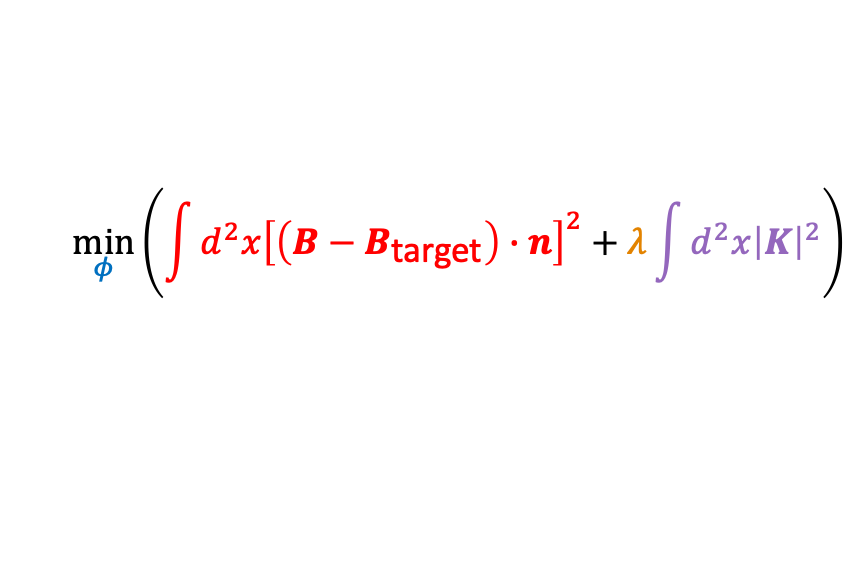 min_ϕ(∫ d²x[(B − B_target) · n]² + λ ∫ d²x|K|²)